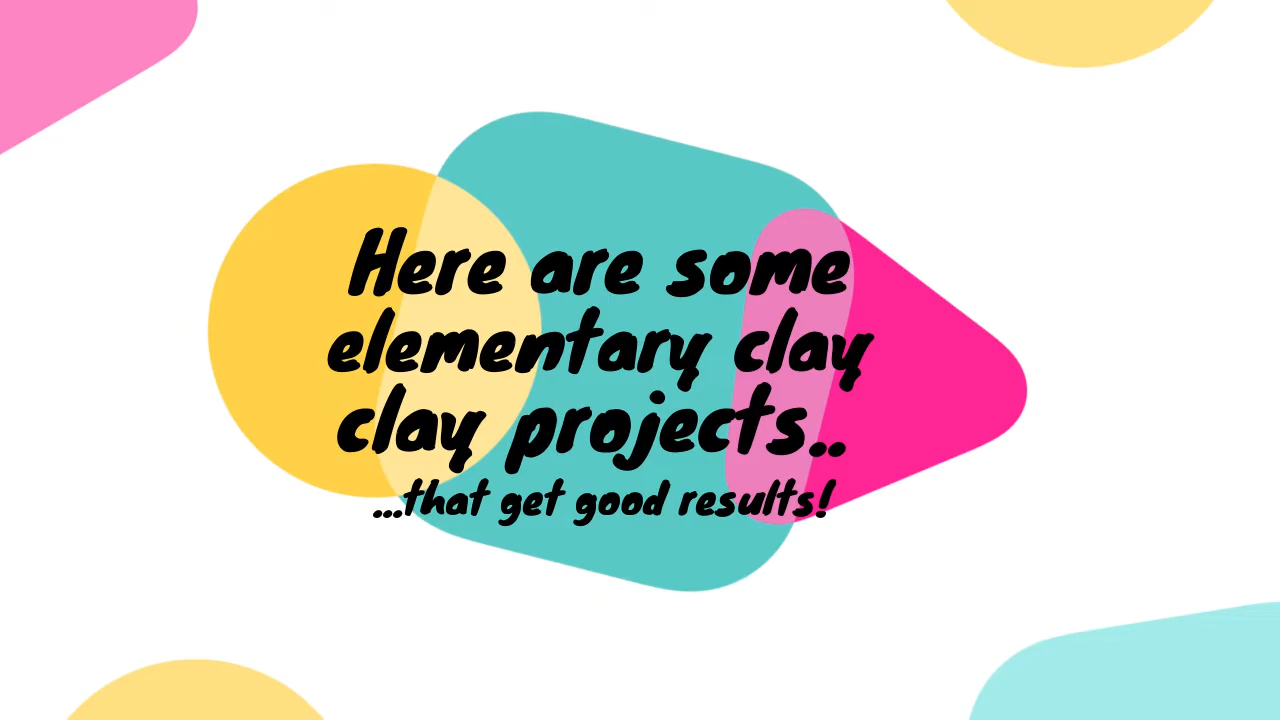 Here are some
elementary clay
clay projects..
...that get good results!